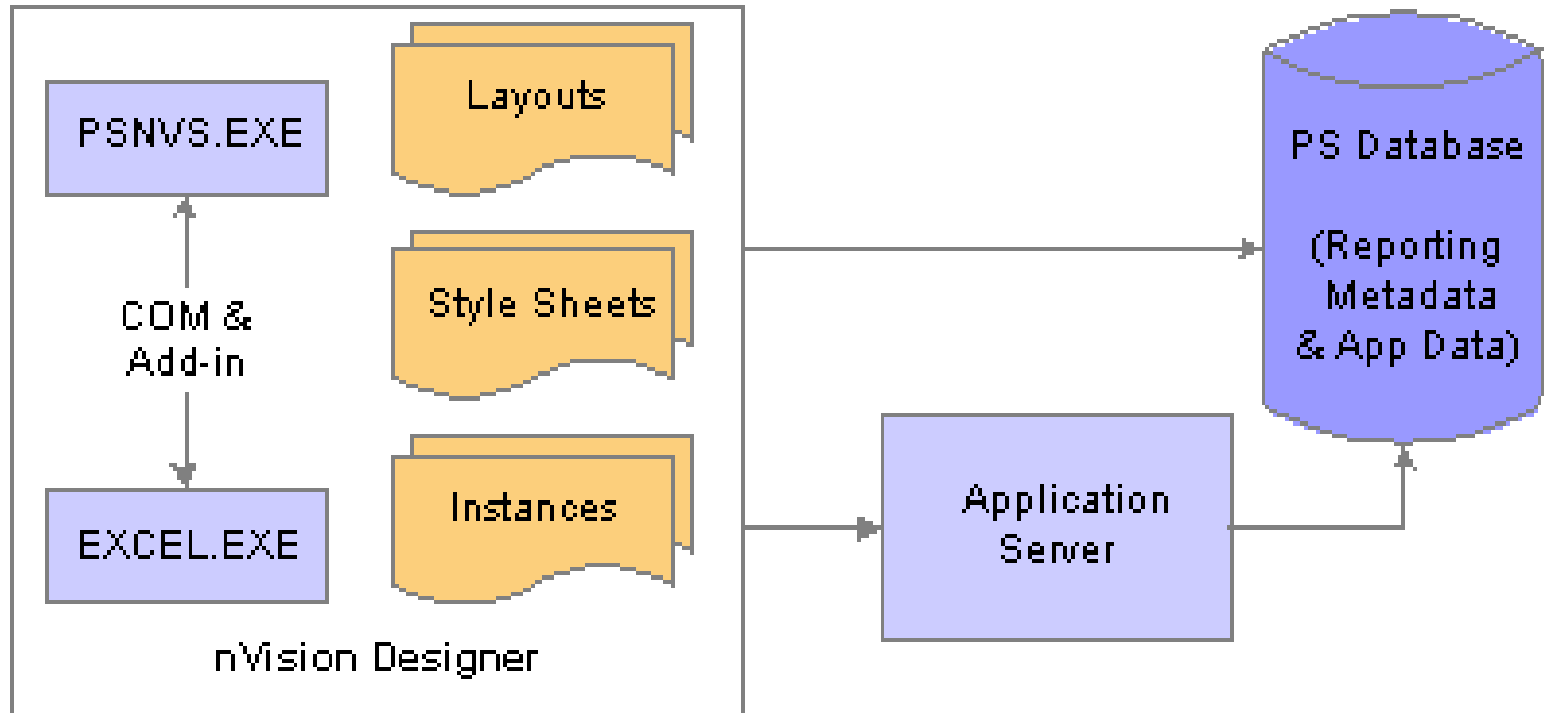 PSNVS.EXE
COM &
Add-in
EXCEL.EXE
Layouts
Style Sheets
Instances
nVision Designer
Application
Server
PS Database
(Reporting
Metadata
& App Data)